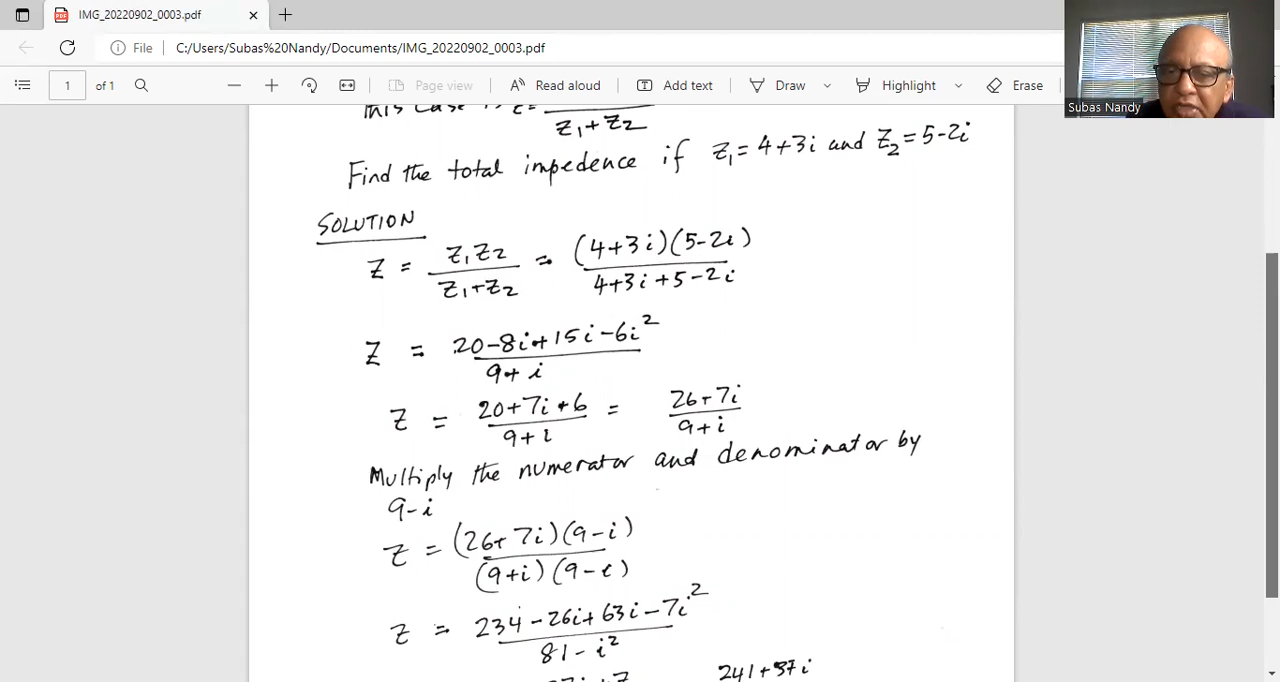 IMG_20220902_0003.pdf
File C:/Users/Subas%20Nandy/Documents/IMG_20220902_0003.pdf
1 of 1 Page view Read aloud Add text Draw Highlight Erase
Subas Nandy
This case is
Z1+Z2
Find the total impedence if Z1=4+3i and Z2=5-2i
SOLUTION
Z = Z1Z2 / Z1+Z2 = (4+3i)(5-2i) / 4+3i+5-2i
Z = 20-8i+15i-6i² / 9+i
Z = 20+7i+6 / 9+i = 26+7i / 9+i
Multiply the numerator and denominator by
9-i
Z = (26+7i)(9-i) / (9+i)(9-i)
Z = 234-26i+63i-7i² / 81-i²
241+37i